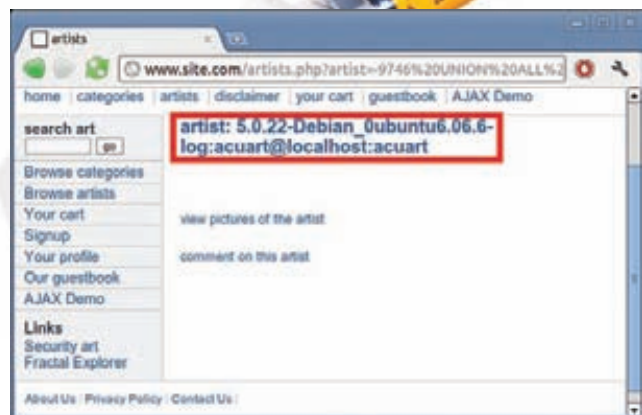 artists
www.site.com/artists.php?artist=-9746%20UNION%20ALL%2
home categories artists disclaimer your cart guestbook AJAX Demo
search art
go
artist: 5.0.22-Debian_0ubuntu6.06.6-
log:acuart@localhost:acuart
Browse categories
Browse artists
Your cart
Signup
Your profile
Our guestbook
AJAX Demo
view pictures of the artist
comment on this artist
Links
Security art
Fractal Explorer
About Us Privacy Policy Contact Us